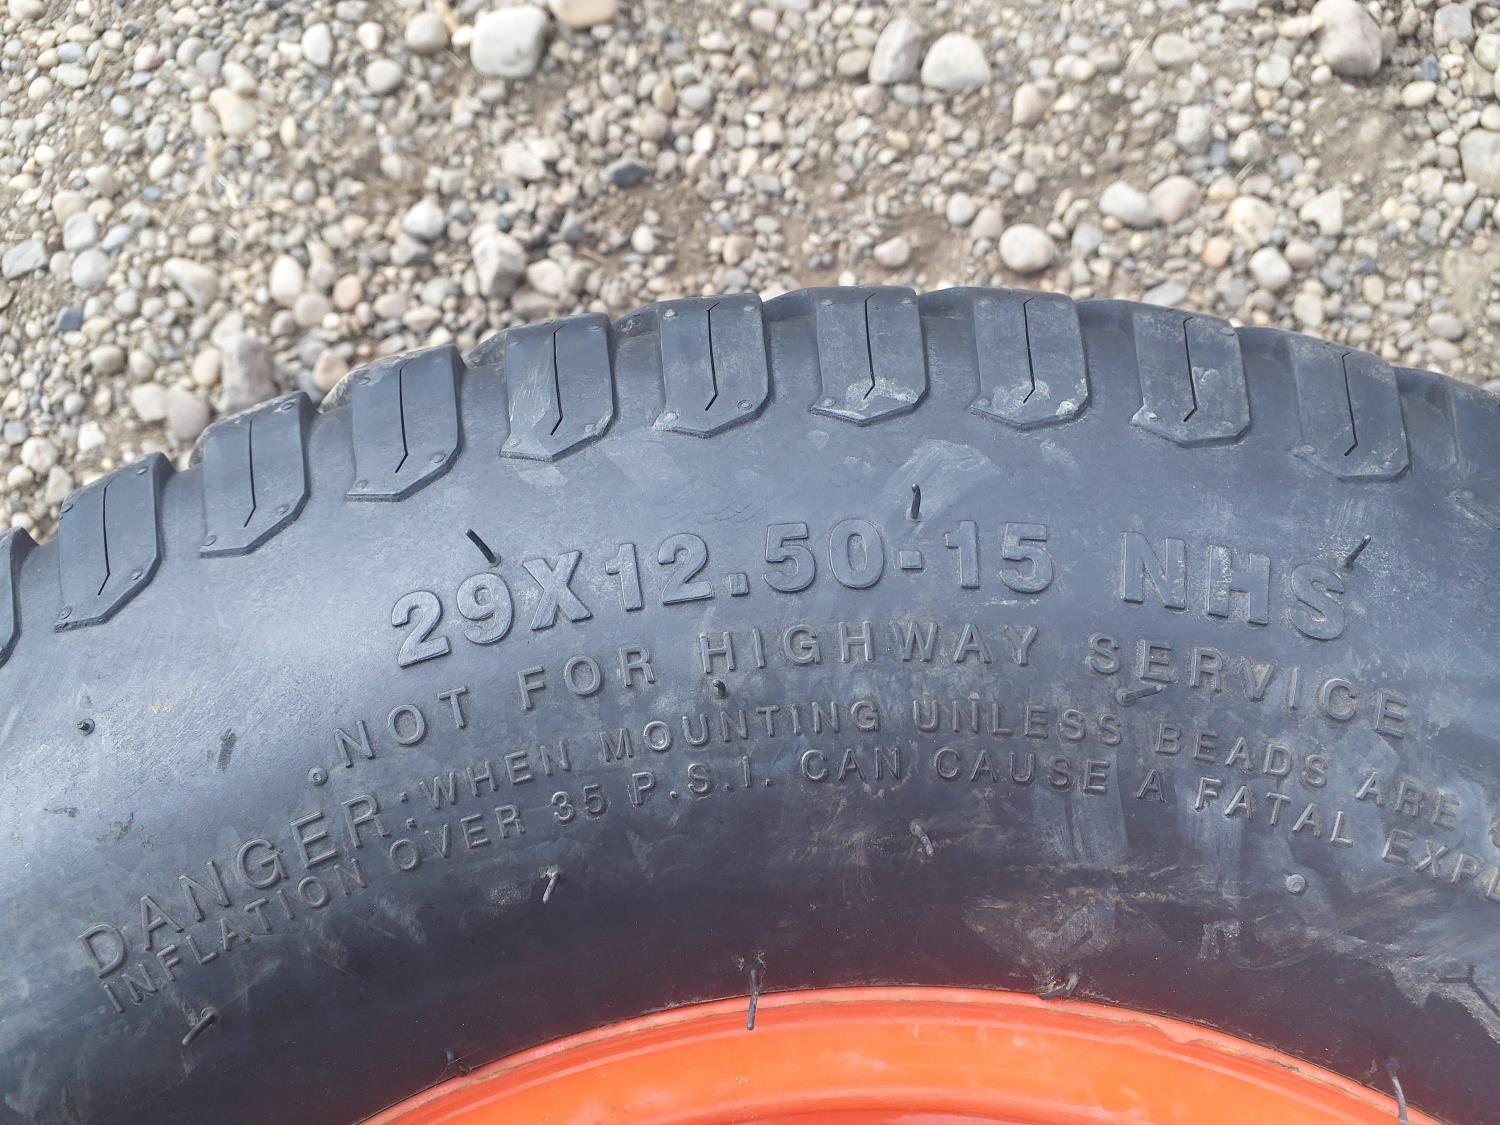 29X12.50-15 NHS
NOT FOR HIGHWAY SERVICE
DANGER: WHEN MOUNTING UNLESS BEADS ARE
INFLATION OVER 35 P.S.I. CAN CAUSE A FATAL EXPL